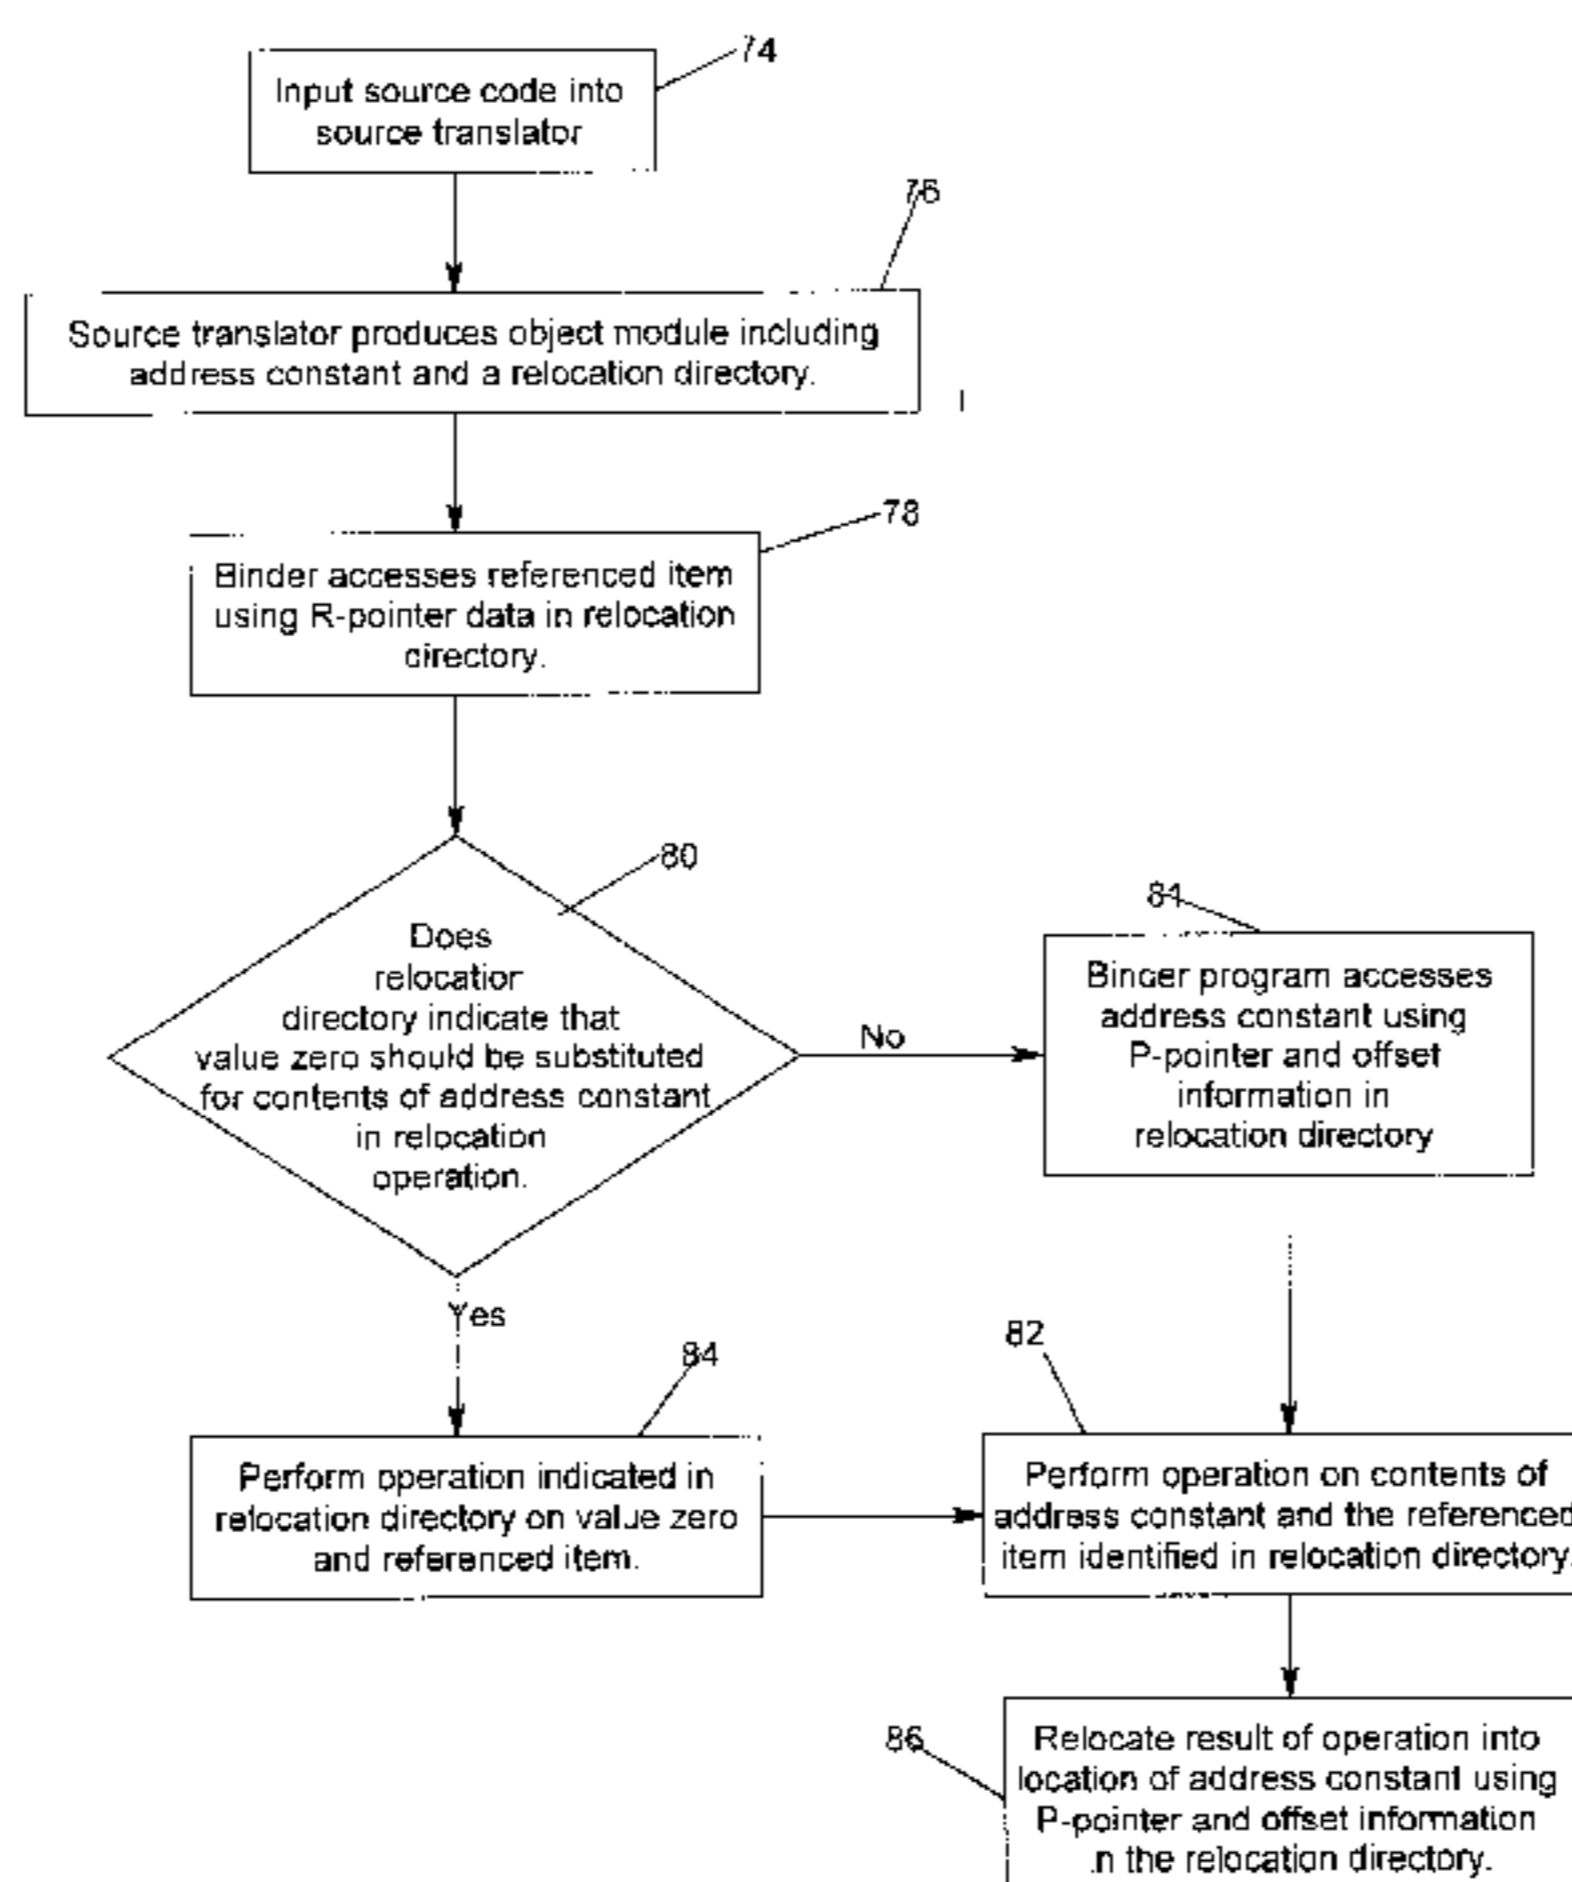 74
Input source code into
source translator
76
Source translator produces object module including
address constant and a relocation directory.
78
Binder accesses referenced item
using R-pointer data in relocation
directory.
80
Does
relocation
directory indicate that
value zero should be substituted
for contents of address constant
in relocation
operation.
No
81
Binder program accesses
address constant using
P-pointer and offset
information in
relocation directory
Yes
84
Perform operation indicated in
relocation directory on value zero
and referenced item.
82
Perform operation on contents of
address constant and the referenced
item identified in relocation directory.
86
Relocate result of operation into
location of address constant using
P-pointer and offset information
in the relocation directory.